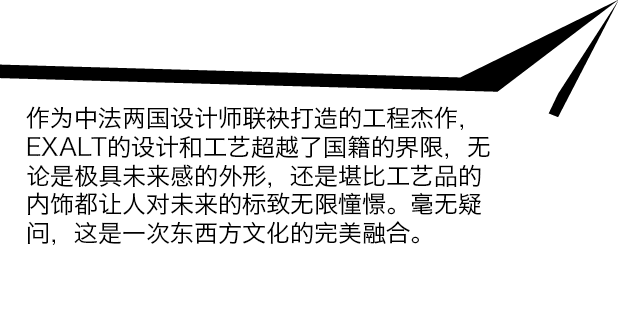 作为中法两国设计师联袂打造的工程杰作,
EXALT的设计和工艺超越了国籍的界限，无
论是极具未来感的外形，还是堪比工艺品的
内饰都让人对未来的标致无限憧憬。毫无疑
问，这是一次东西方文化的完美融合。